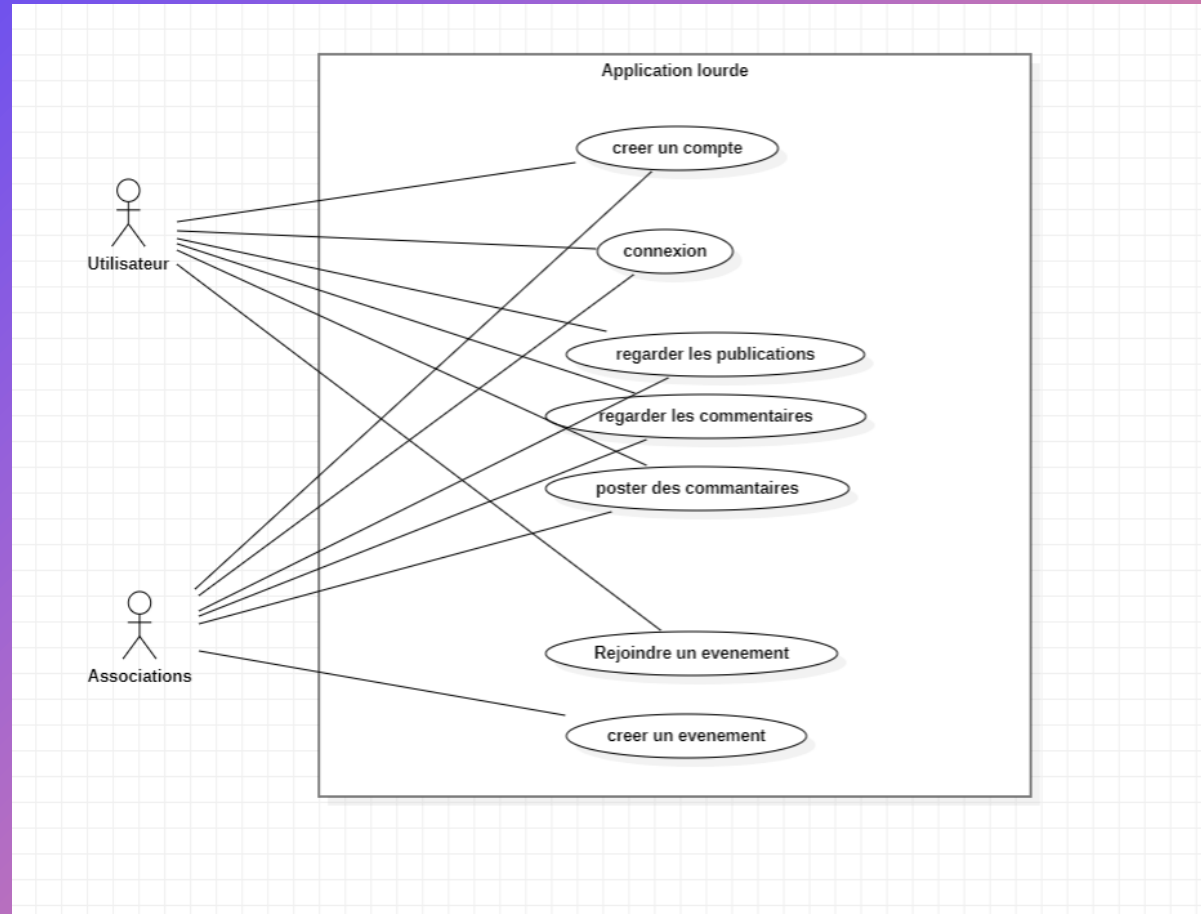 Application lourde
creer un compte
Utilisateur
connexion
regarder les publications
regarder les commentaires
poster des commantaires
Associations
Rejoindre un evenement
creer un evenement